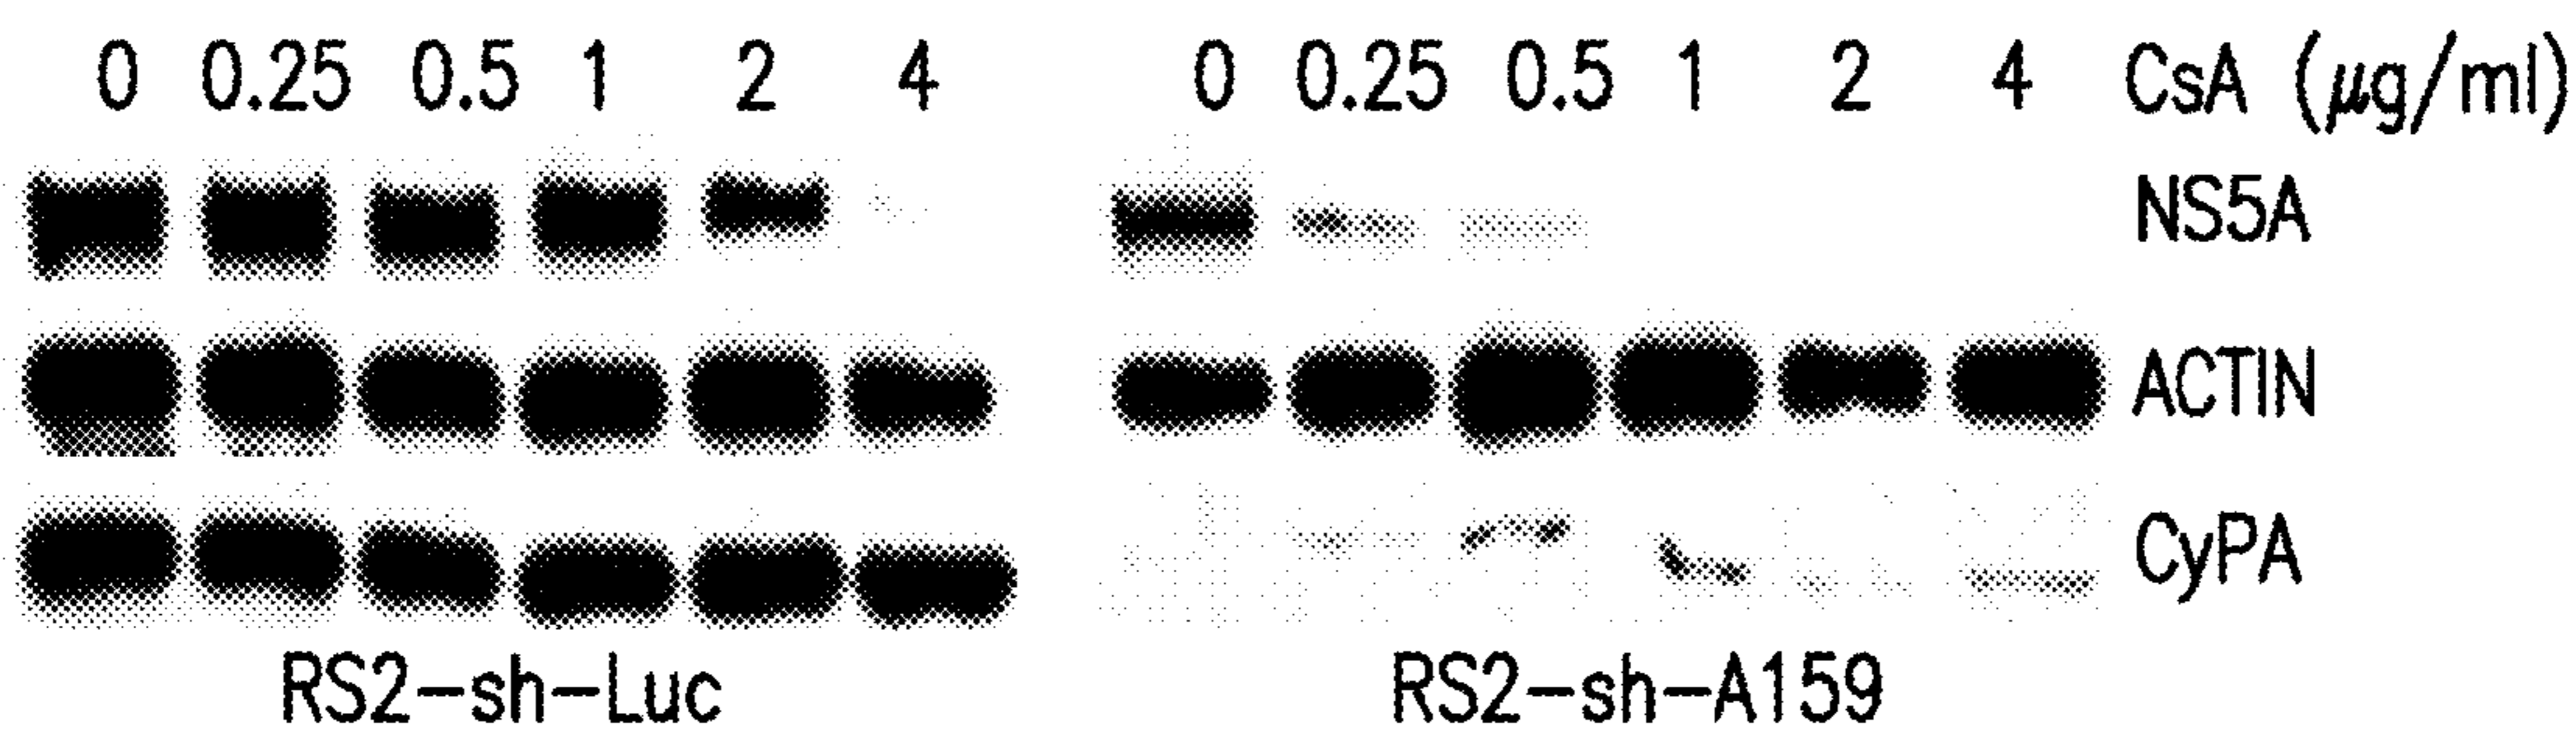 0 0.25 0.5 1 2 4 0 0.25 0.5 1 2 4 CsA (μg/ml)
NS5A
ACTIN
CyPA
RS2-sh-Luc RS2-sh-A159